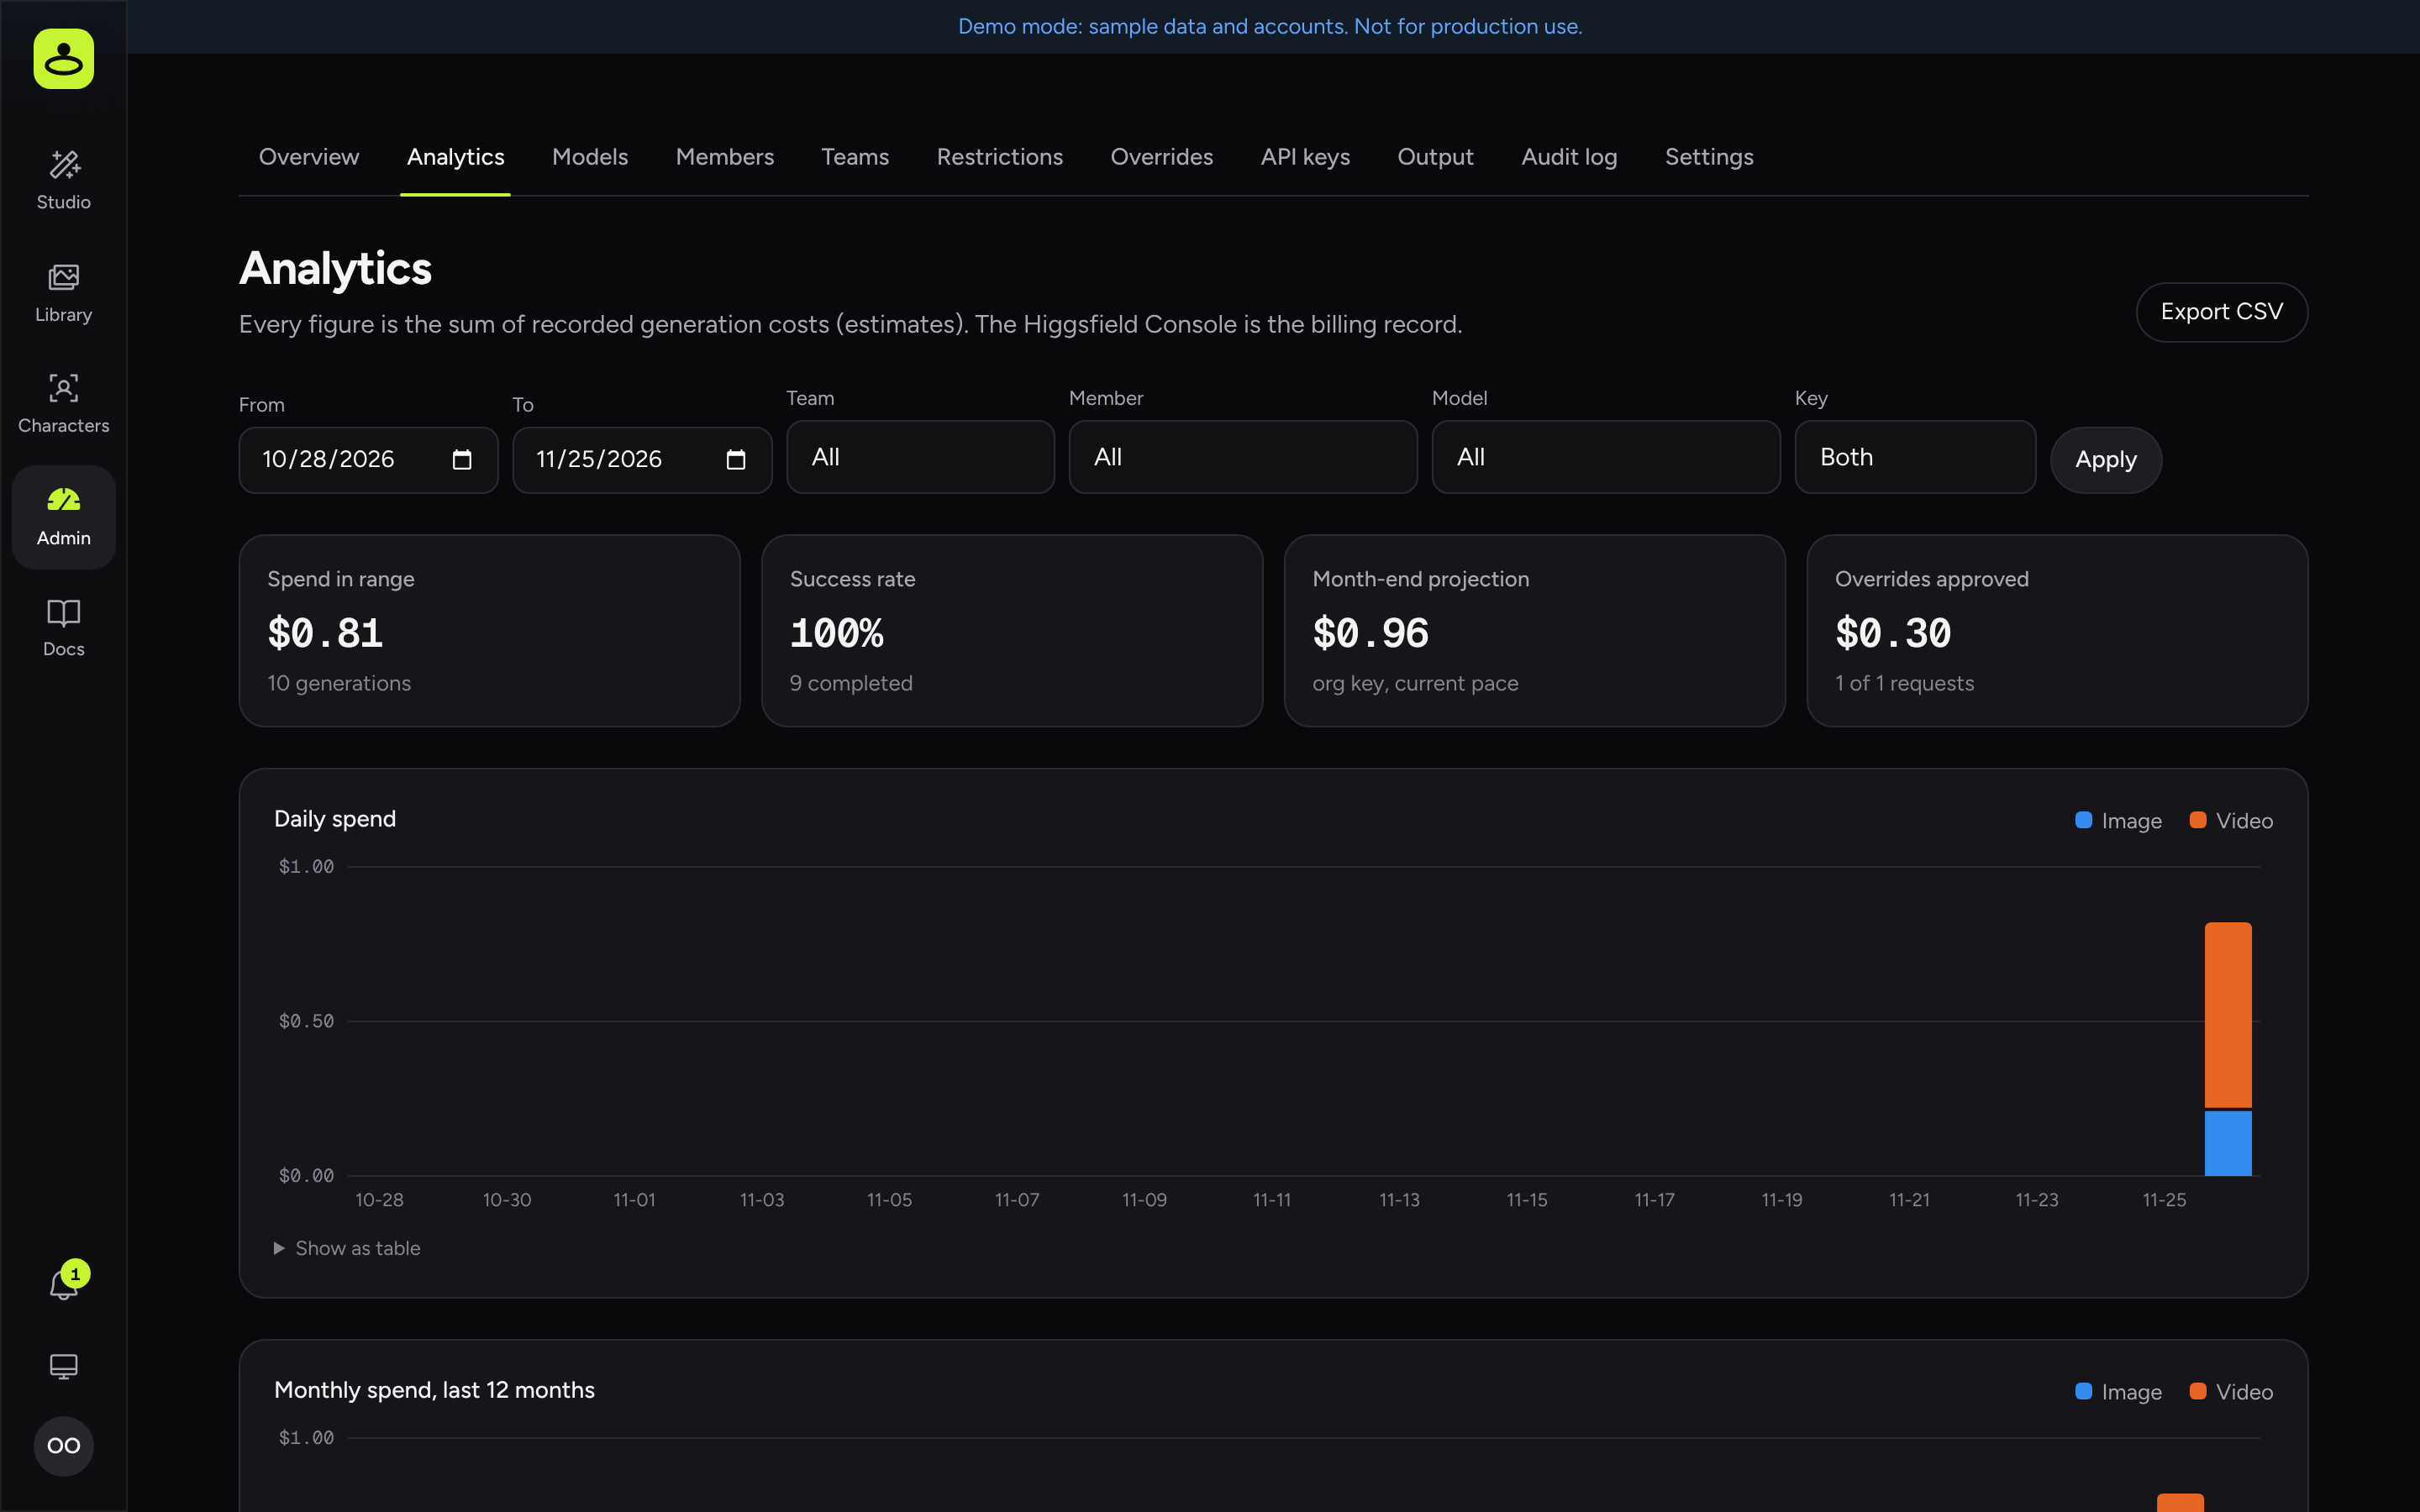 Demo mode: sample data and accounts. Not for production use.
Studio
Library
Characters
Admin
Docs
1
OO
Overview Analytics Models Members Teams Restrictions Overrides API keys Output Audit log Settings
Analytics
Every figure is the sum of recorded generation costs (estimates). The Higgsfield Console is the billing record.
Export CSV
From To Team Member Model Key
10/28/2026 11/25/2026 All All All Both Apply
Spend in range
$0.81
10 generations
Success rate
100%
9 completed
Month-end projection
$0.96
org key, current pace
Overrides approved
$0.30
1 of 1 requests
Daily spend
Image Video
$1.00
$0.50
$0.00
10-28 10-30 11-01 11-03 11-05 11-07 11-09 11-11 11-13 11-15 11-17 11-19 11-21 11-23 11-25
Show as table
Monthly spend, last 12 months
Image Video
$1.00